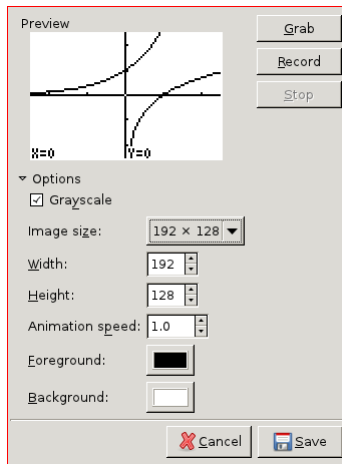 Preview
Grab
Record
Stop
X=0 Y=0
Options
Grayscale
Image size: 192 × 128
Width: 192
Height: 128
Animation speed: 1.0
Foreground:
Background:
Cancel Save